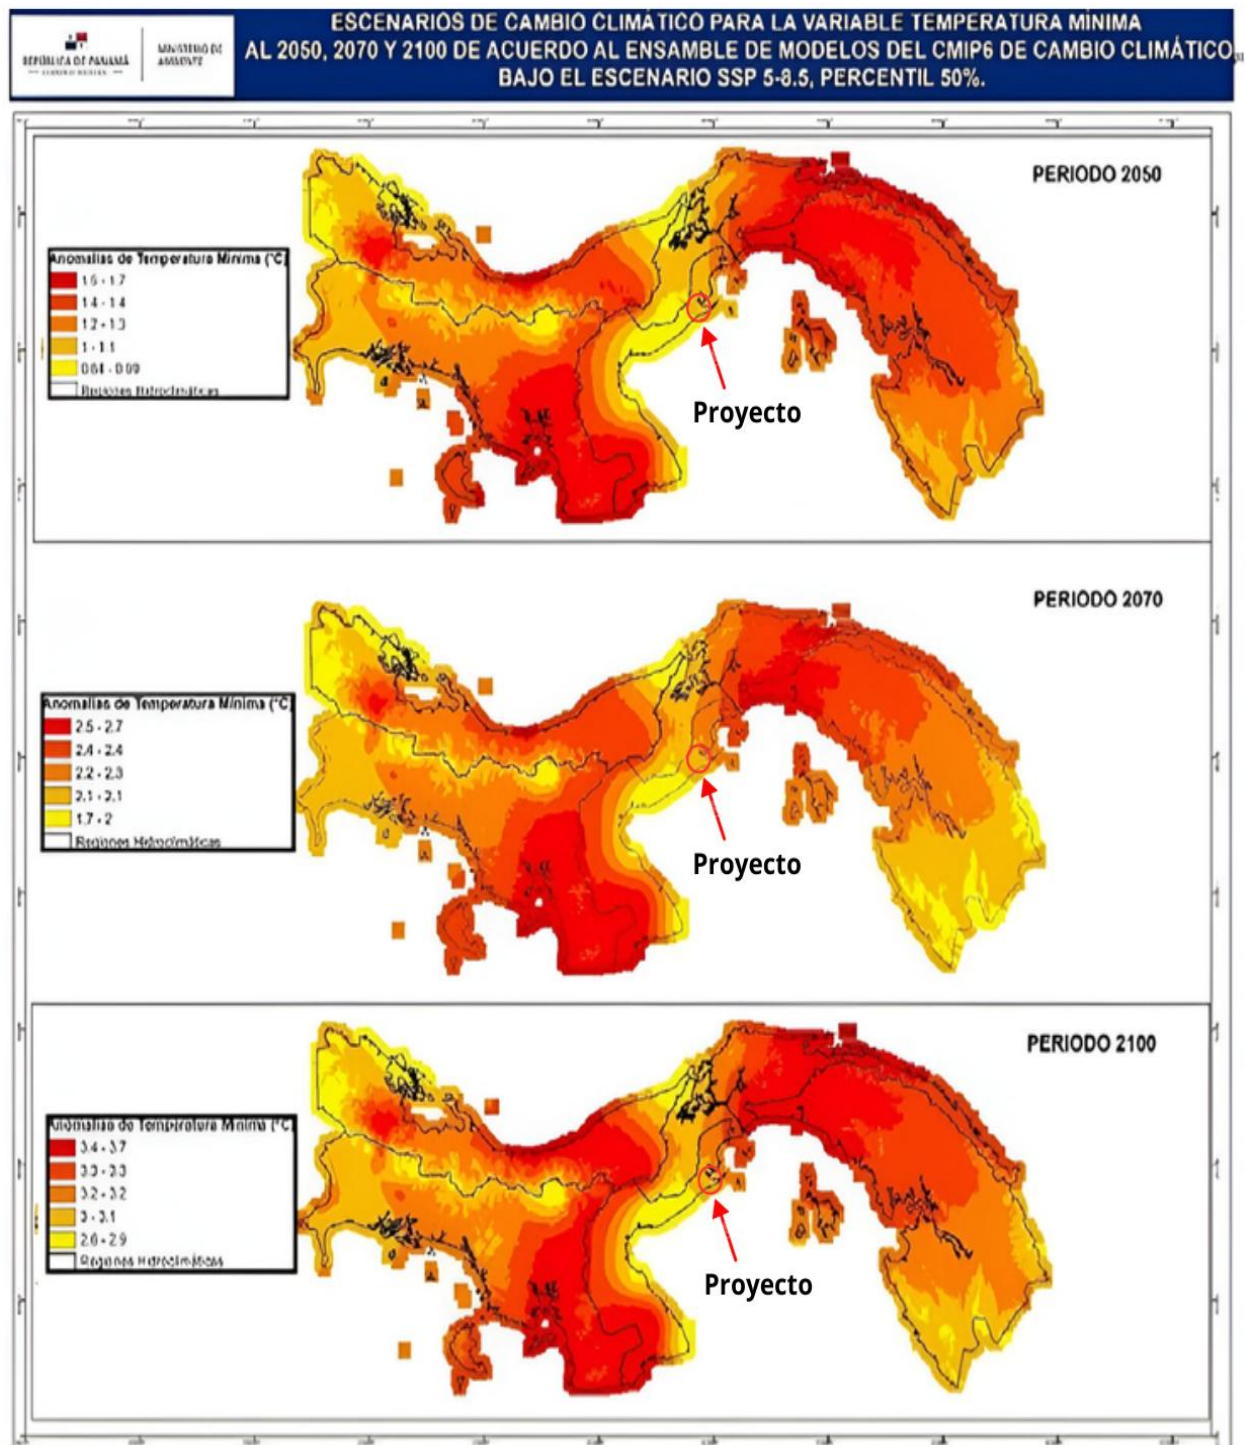 REPÚBLICA DE PANAMÁ
MINISTERIO DE
AMBIENTE
ESCENARIOS DE CAMBIO CLIMÁTICO PARA LA VARIABLE TEMPERATURA MÍNIMA
AL 2050, 2070 Y 2100 DE ACUERDO AL ENSAMBLE DE MODELOS DEL CMIP6 DE CAMBIO CLIMÁTICO,
BAJO EL ESCENARIO SSP 5-8.5, PERCENTIL 50%.
PERIODO 2050
Anomalías de Temperatura Mínima (°C)
1.6 - 1.7
1.4 - 1.4
1.2 - 1.3
1 - 1.1
Regiones Hidroclimáticas
Proyecto
PERIODO 2070
Anomalías de Temperatura Mínima (°C)
2.5 - 2.7
2.4 - 2.4
2.2 - 2.3
2.1 - 2.1
1.7 - 2
Regiones Hidroclimáticas
Proyecto
PERIODO 2100
Anomalías de Temperatura Mínima (°C)
3.4 - 3.7
3.3 - 3.3
3.2 - 3.2
3 - 3.1
2.6 - 2.9
Regiones Hidroclimáticas
Proyecto